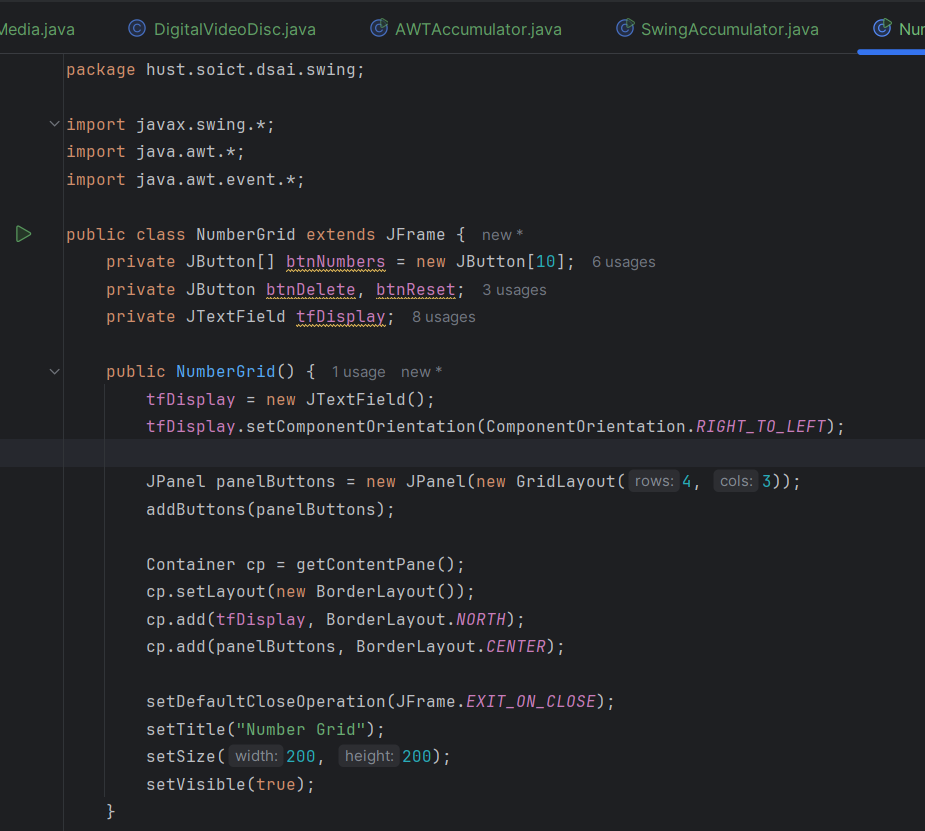 Media.java DigitalVideoDisc.java AWTAccumulator.java SwingAccumulator.java Nur
package hust.soict.dsai.swing;
import javax.swing.*;
import java.awt.*;
import java.awt.event.*;
public class NumberGrid extends JFrame { new *
private JButton[] btnNumbers = new JButton[10]; 6 usages
private JButton btnDelete, btnReset; 3 usages
private JTextField tfDisplay; 8 usages
public NumberGrid() { 1 usage new *
tfDisplay = new JTextField();
tfDisplay.setComponentOrientation(ComponentOrientation.RIGHT_TO_LEFT);
JPanel panelButtons = new JPanel(new GridLayout( rows: 4, cols: 3));
addButtons(panelButtons);
Container cp = getContentPane();
cp.setLayout(new BorderLayout());
cp.add(tfDisplay, BorderLayout.NORTH);
cp.add(panelButtons, BorderLayout.CENTER);
setDefaultCloseOperation(JFrame.EXIT_ON_CLOSE);
setTitle("Number Grid");
setSize( width: 200, height: 200);
setVisible(true);
}